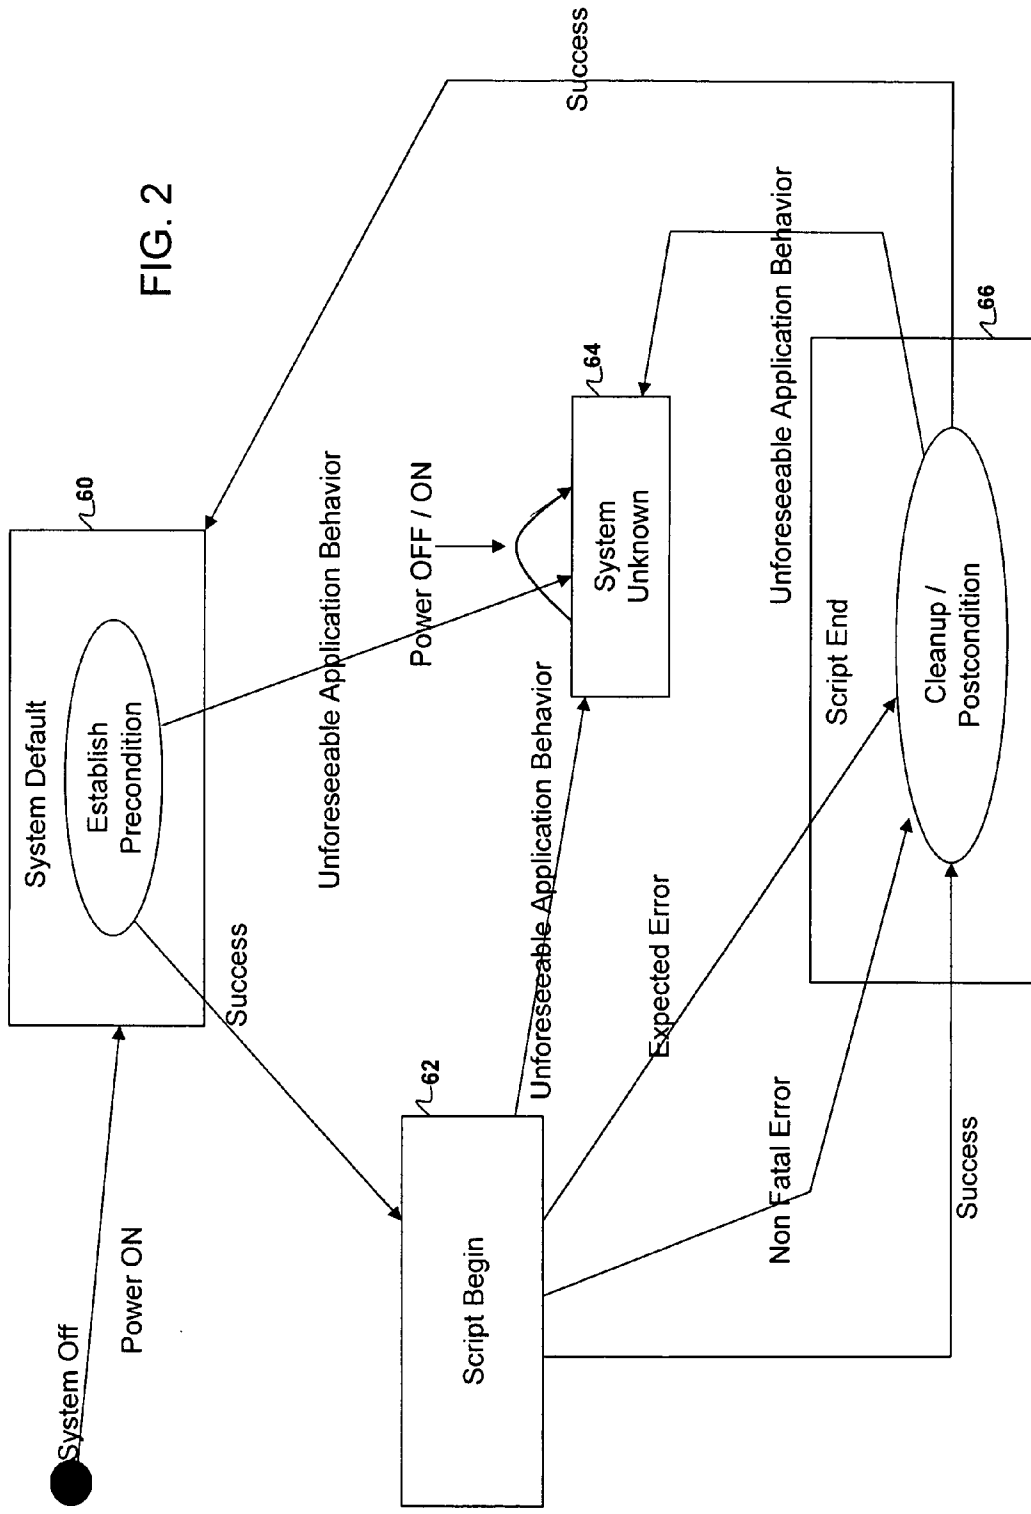 FIG. 2
System Off
Power ON
System Default
60
Establish
Precondition
Success
Unforeseeable Application Behavior
Success
Power OFF / ON
62
Script Begin
64
System
Unknown
Unforeseeable Application Behavior
Expected Error
Non Fatal Error
Success
Unforeseeable Application Behavior
Script End
66
Cleanup /
Postcondition